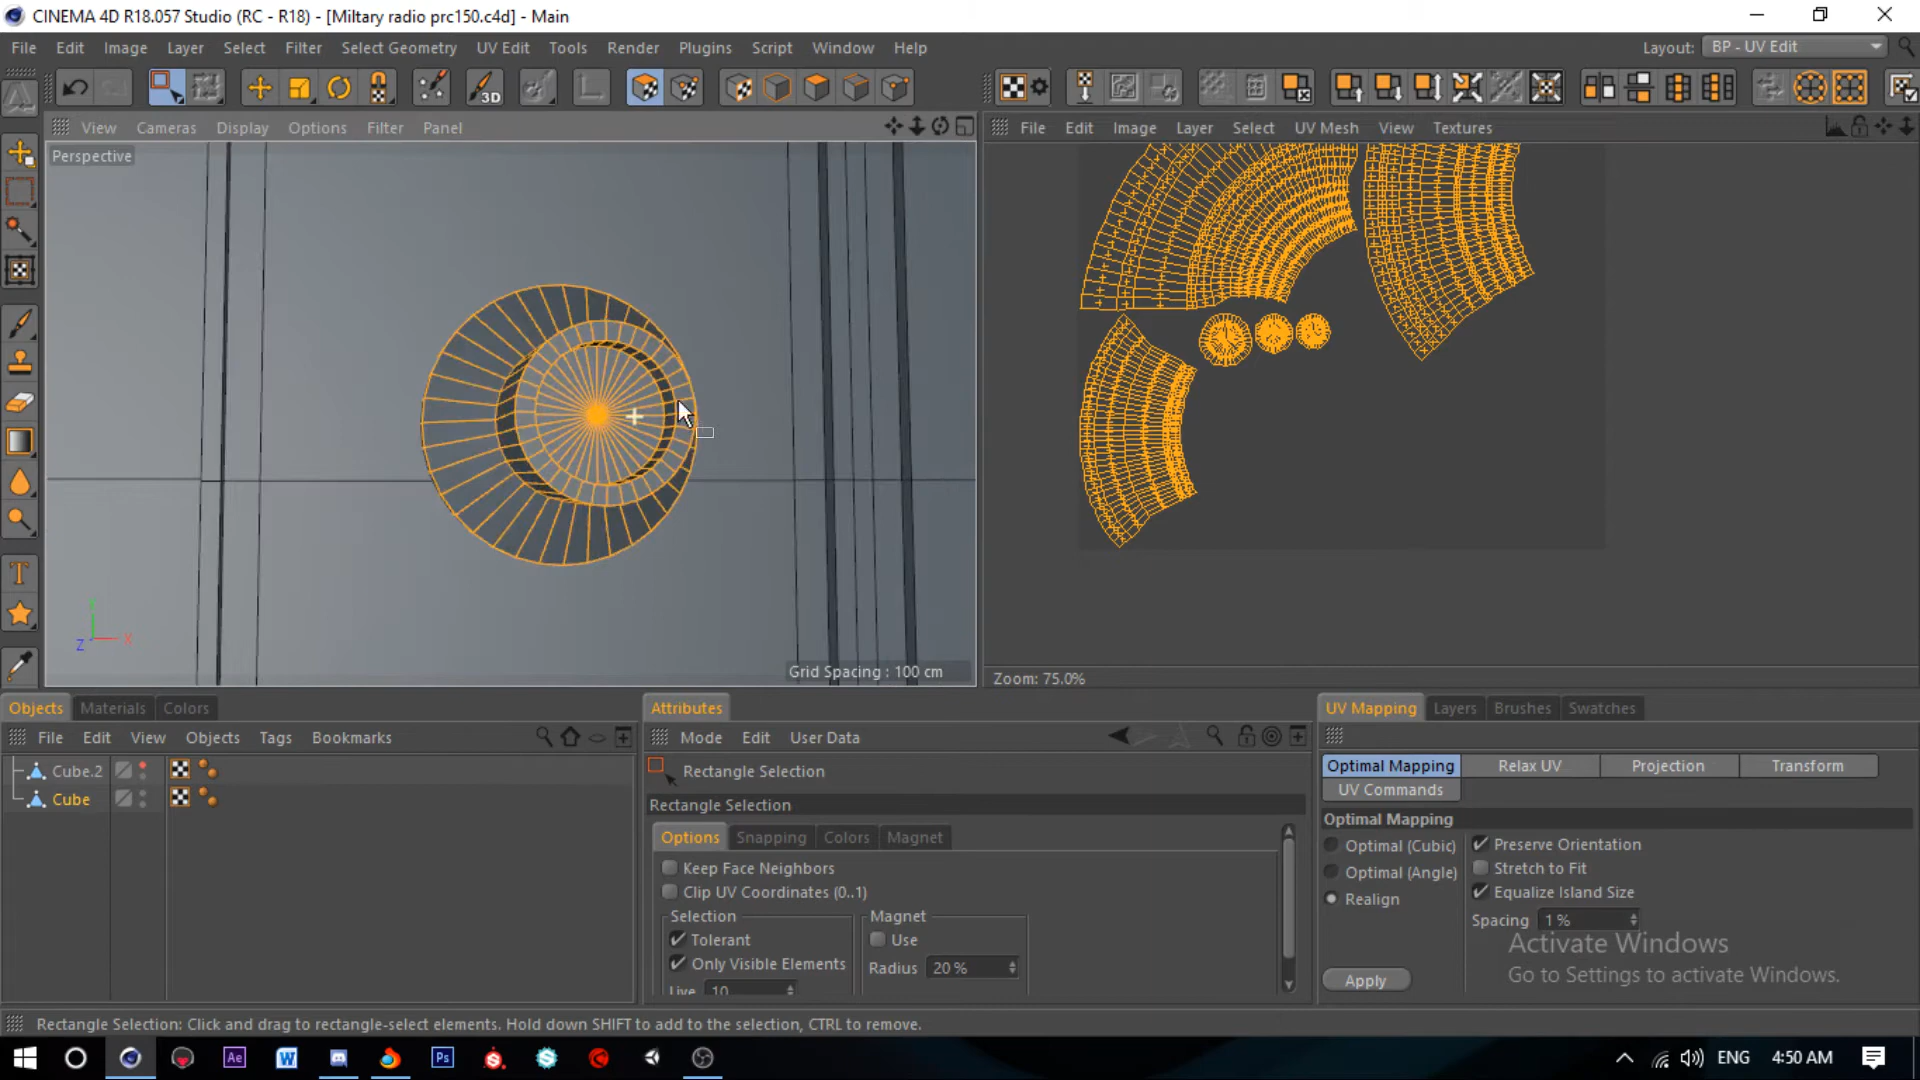 CINEMA 4D R18.057 Studio (RC - R18) - [Miltary radio prc150.c4d] - Main
File Edit Image Layer Select Filter Select Geometry UV Edit Tools Render Plugins Script Window Help Layout: BP - UV Edit
3D
View Cameras Display Options Filter Panel
File Edit Image Layer Select UV Mesh View Textures
Perspective
Y
Z X
Grid Spacing : 100 cm
Zoom: 75.0%
Objects Materials Colors
File Edit View Objects Tags Bookmarks
Cube.2
Cube
Attributes
Mode Edit User Data
Rectangle Selection
Rectangle Selection
Options Snapping Colors Magnet
Keep Face Neighbors
Clip UV Coordinates (0..1)
Selection Magnet
Tolerant Use
Only Visible Elements Radius 20 %
Live 10
UV Mapping Layers Brushes Swatches
Optimal Mapping Relax UV Projection Transform
UV Commands
Optimal Mapping
Optimal (Cubic) Preserve Orientation
Optimal (Angle) Stretch to Fit
Realign Equalize Island Size
Spacing 1 %
Apply
Activate Windows
Go to Settings to activate Windows.
Rectangle Selection: Click and drag to rectangle-select elements. Hold down SHIFT to add to the selection, CTRL to remove.
Ae W Ps ENG 4:50 AM